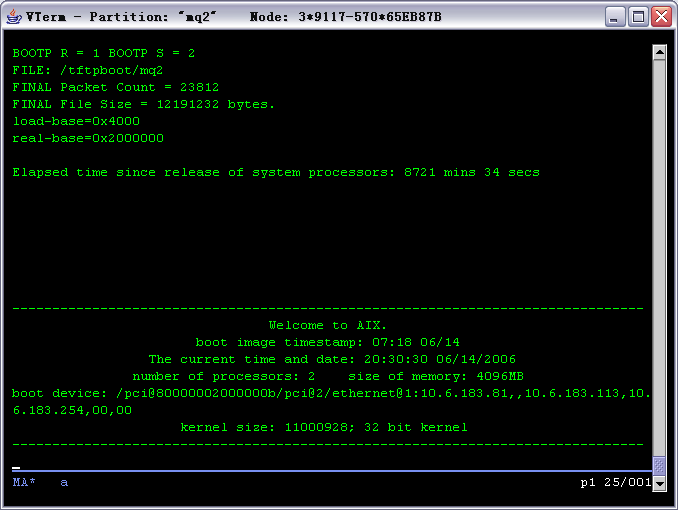 VTerm - Partition: "mq2"    Node: 3*9117-570*65EB87B
BOOTP R = 1 BOOTP S = 2
FILE: /tftpboot/mq2
FINAL Packet Count = 23812
FINAL File Size = 12191232 bytes.
load-base=0x4000
real-base=0x2000000
Elapsed time since release of system processors: 8721 mins 34 secs
-------------------------------------------------------------------------------
Welcome to AIX.
boot image timestamp: 07:18 06/14
The current time and date: 20:30:30 06/14/2006
number of processors: 2    size of memory: 4096MB
boot device: /pci@80000002000000b/pci@2/ethernet@1:10.6.183.81,,10.6.183.113,10.
6.183.254,00,00
kernel size: 11000928; 32 bit kernel
-------------------------------------------------------------------------------
MA*   a    p1 25/001